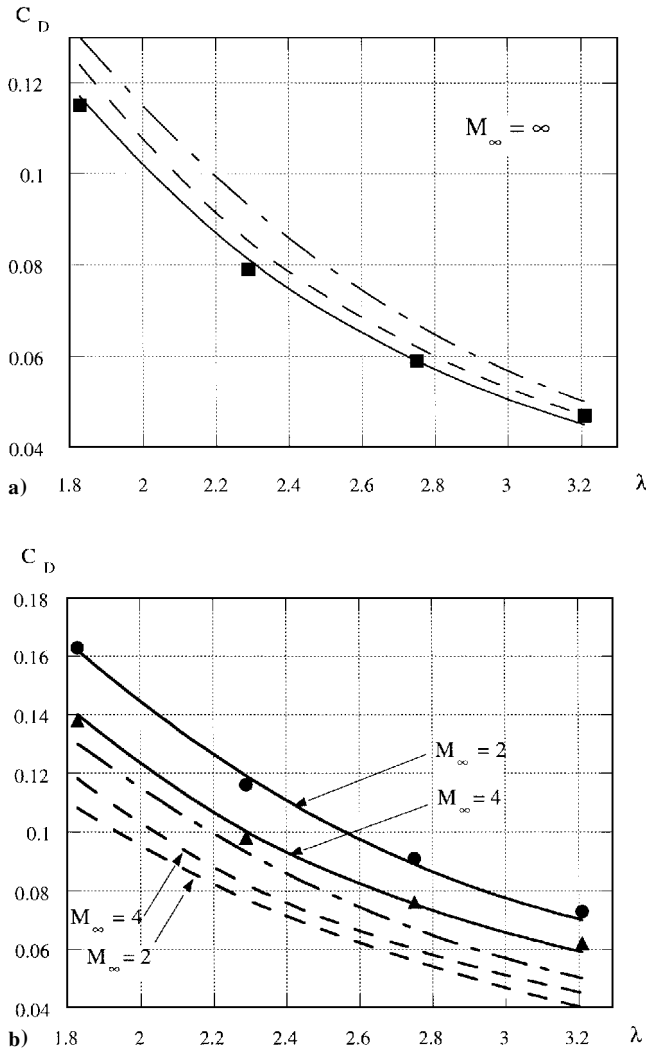 C D
0.12
M∞ = ∞
0.1
0.08
0.06
0.04
a)
1.8 2 2.2 2.4 2.6 2.8 3 3.2 λ
C D
0.18
0.16
0.14
M∞ = 2
0.12
M∞ = 4
0.1
0.08
M∞ = 4
0.06
M∞ = 2
0.04
b)
1.8 2 2.2 2.4 2.6 2.8 3 3.2 λ